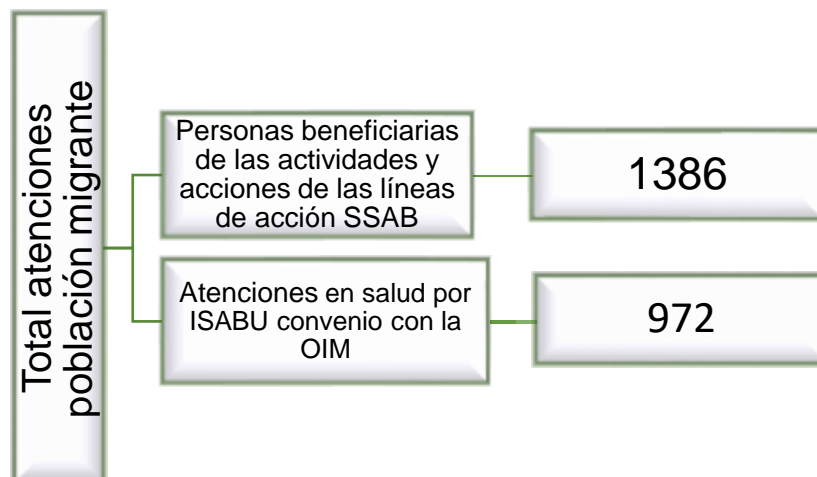 Total atenciones
población migrante
Personas beneficiarias
de las actividades y
acciones de las líneas
de acción SSAB
1386
Atenciones en salud por
ISABU convenio con la
OIM
972